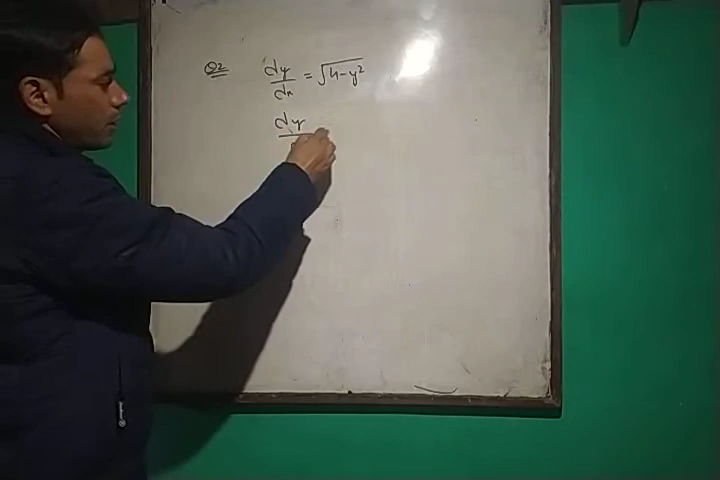 Q2 dy/dx = √4-y²
dy